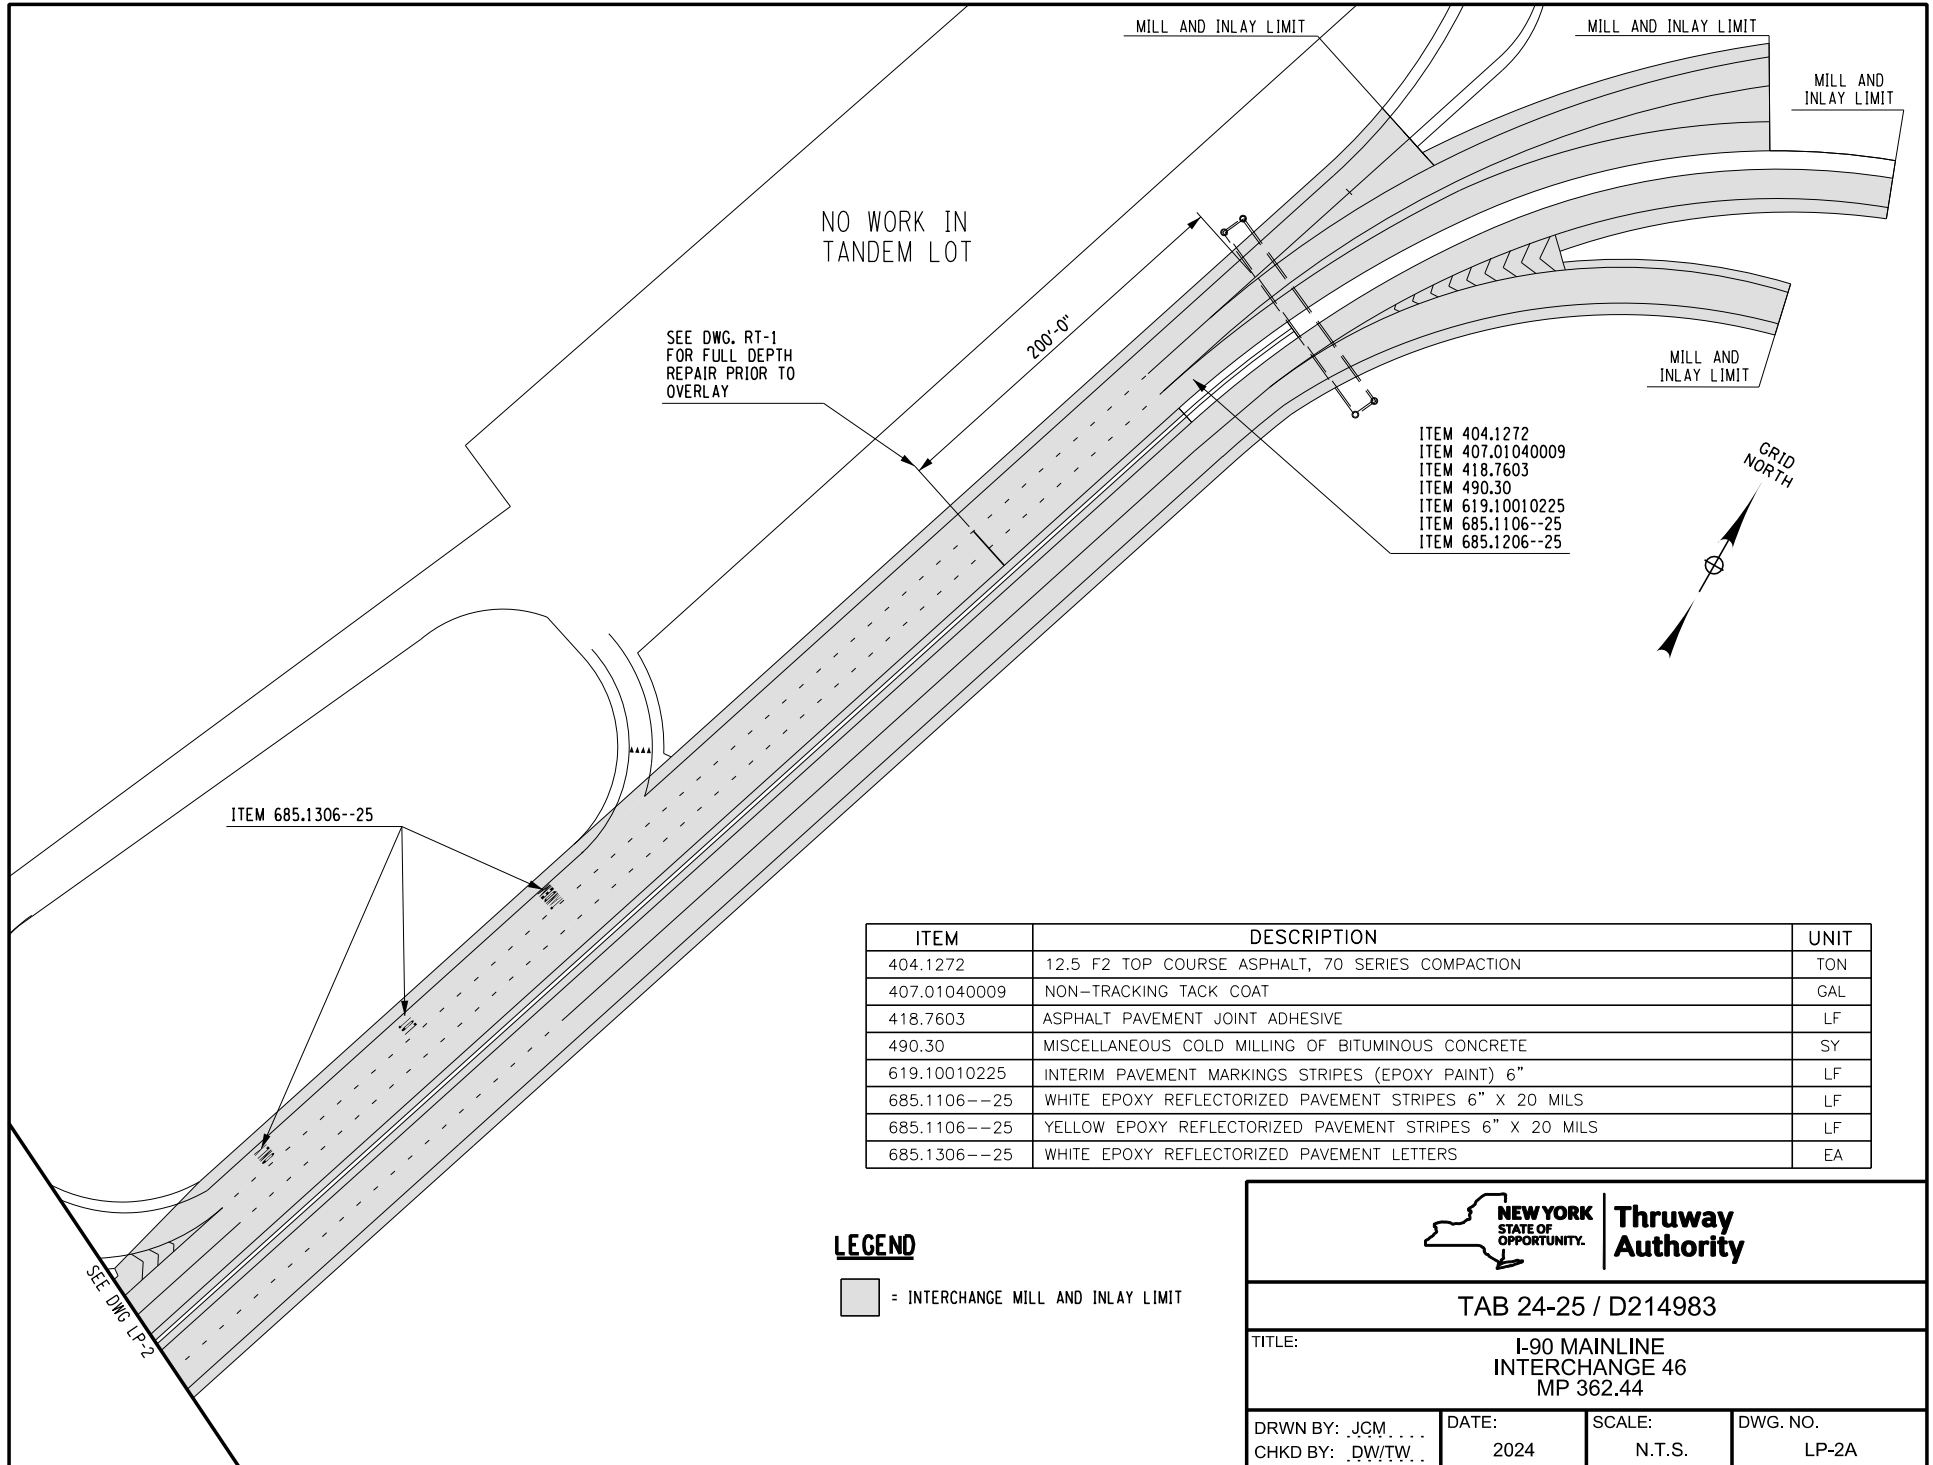 MILL AND INLAY LIMIT
MILL AND INLAY LIMIT
MILL AND
INLAY LIMIT
NO WORK IN
TANDEM LOT
200'-0"
SEE DWG. RT-1
FOR FULL DEPTH
REPAIR PRIOR TO
OVERLAY
MILL AND
INLAY LIMIT
ITEM 404.1272
ITEM 407.01040009
ITEM 418.7603
ITEM 490.30
ITEM 619.10010225
ITEM 685.1106--25
ITEM 685.1206--25
GRID
NORTH
ITEM 685.1306--25
SEE DWG LP-2
ITEM DESCRIPTION UNIT
404.1272 12.5 F2 TOP COURSE ASPHALT, 70 SERIES COMPACTION TON
407.01040009 NON-TRACKING TACK COAT GAL
418.7603 ASPHALT PAVEMENT JOINT ADHESIVE LF
490.30 MISCELLANEOUS COLD MILLING OF BITUMINOUS CONCRETE SY
619.10010225 INTERIM PAVEMENT MARKINGS STRIPES (EPOXY PAINT) 6" LF
685.1106--25 WHITE EPOXY REFLECTORIZED PAVEMENT STRIPES 6" X 20 MILS LF
685.1106--25 YELLOW EPOXY REFLECTORIZED PAVEMENT STRIPES 6" X 20 MILS LF
685.1306--25 WHITE EPOXY REFLECTORIZED PAVEMENT LETTERS EA
LEGEND
= INTERCHANGE MILL AND INLAY LIMIT
NEW YORK
STATE OF
OPPORTUNITY.
Thruway
Authority
TAB 24-25 / D214983
TITLE:
I-90 MAINLINE
INTERCHANGE 46
MP 362.44
DRWN BY: JCM
CHKD BY: DW/TW
DATE:
2024
SCALE:
N.T.S.
DWG. NO.
LP-2A